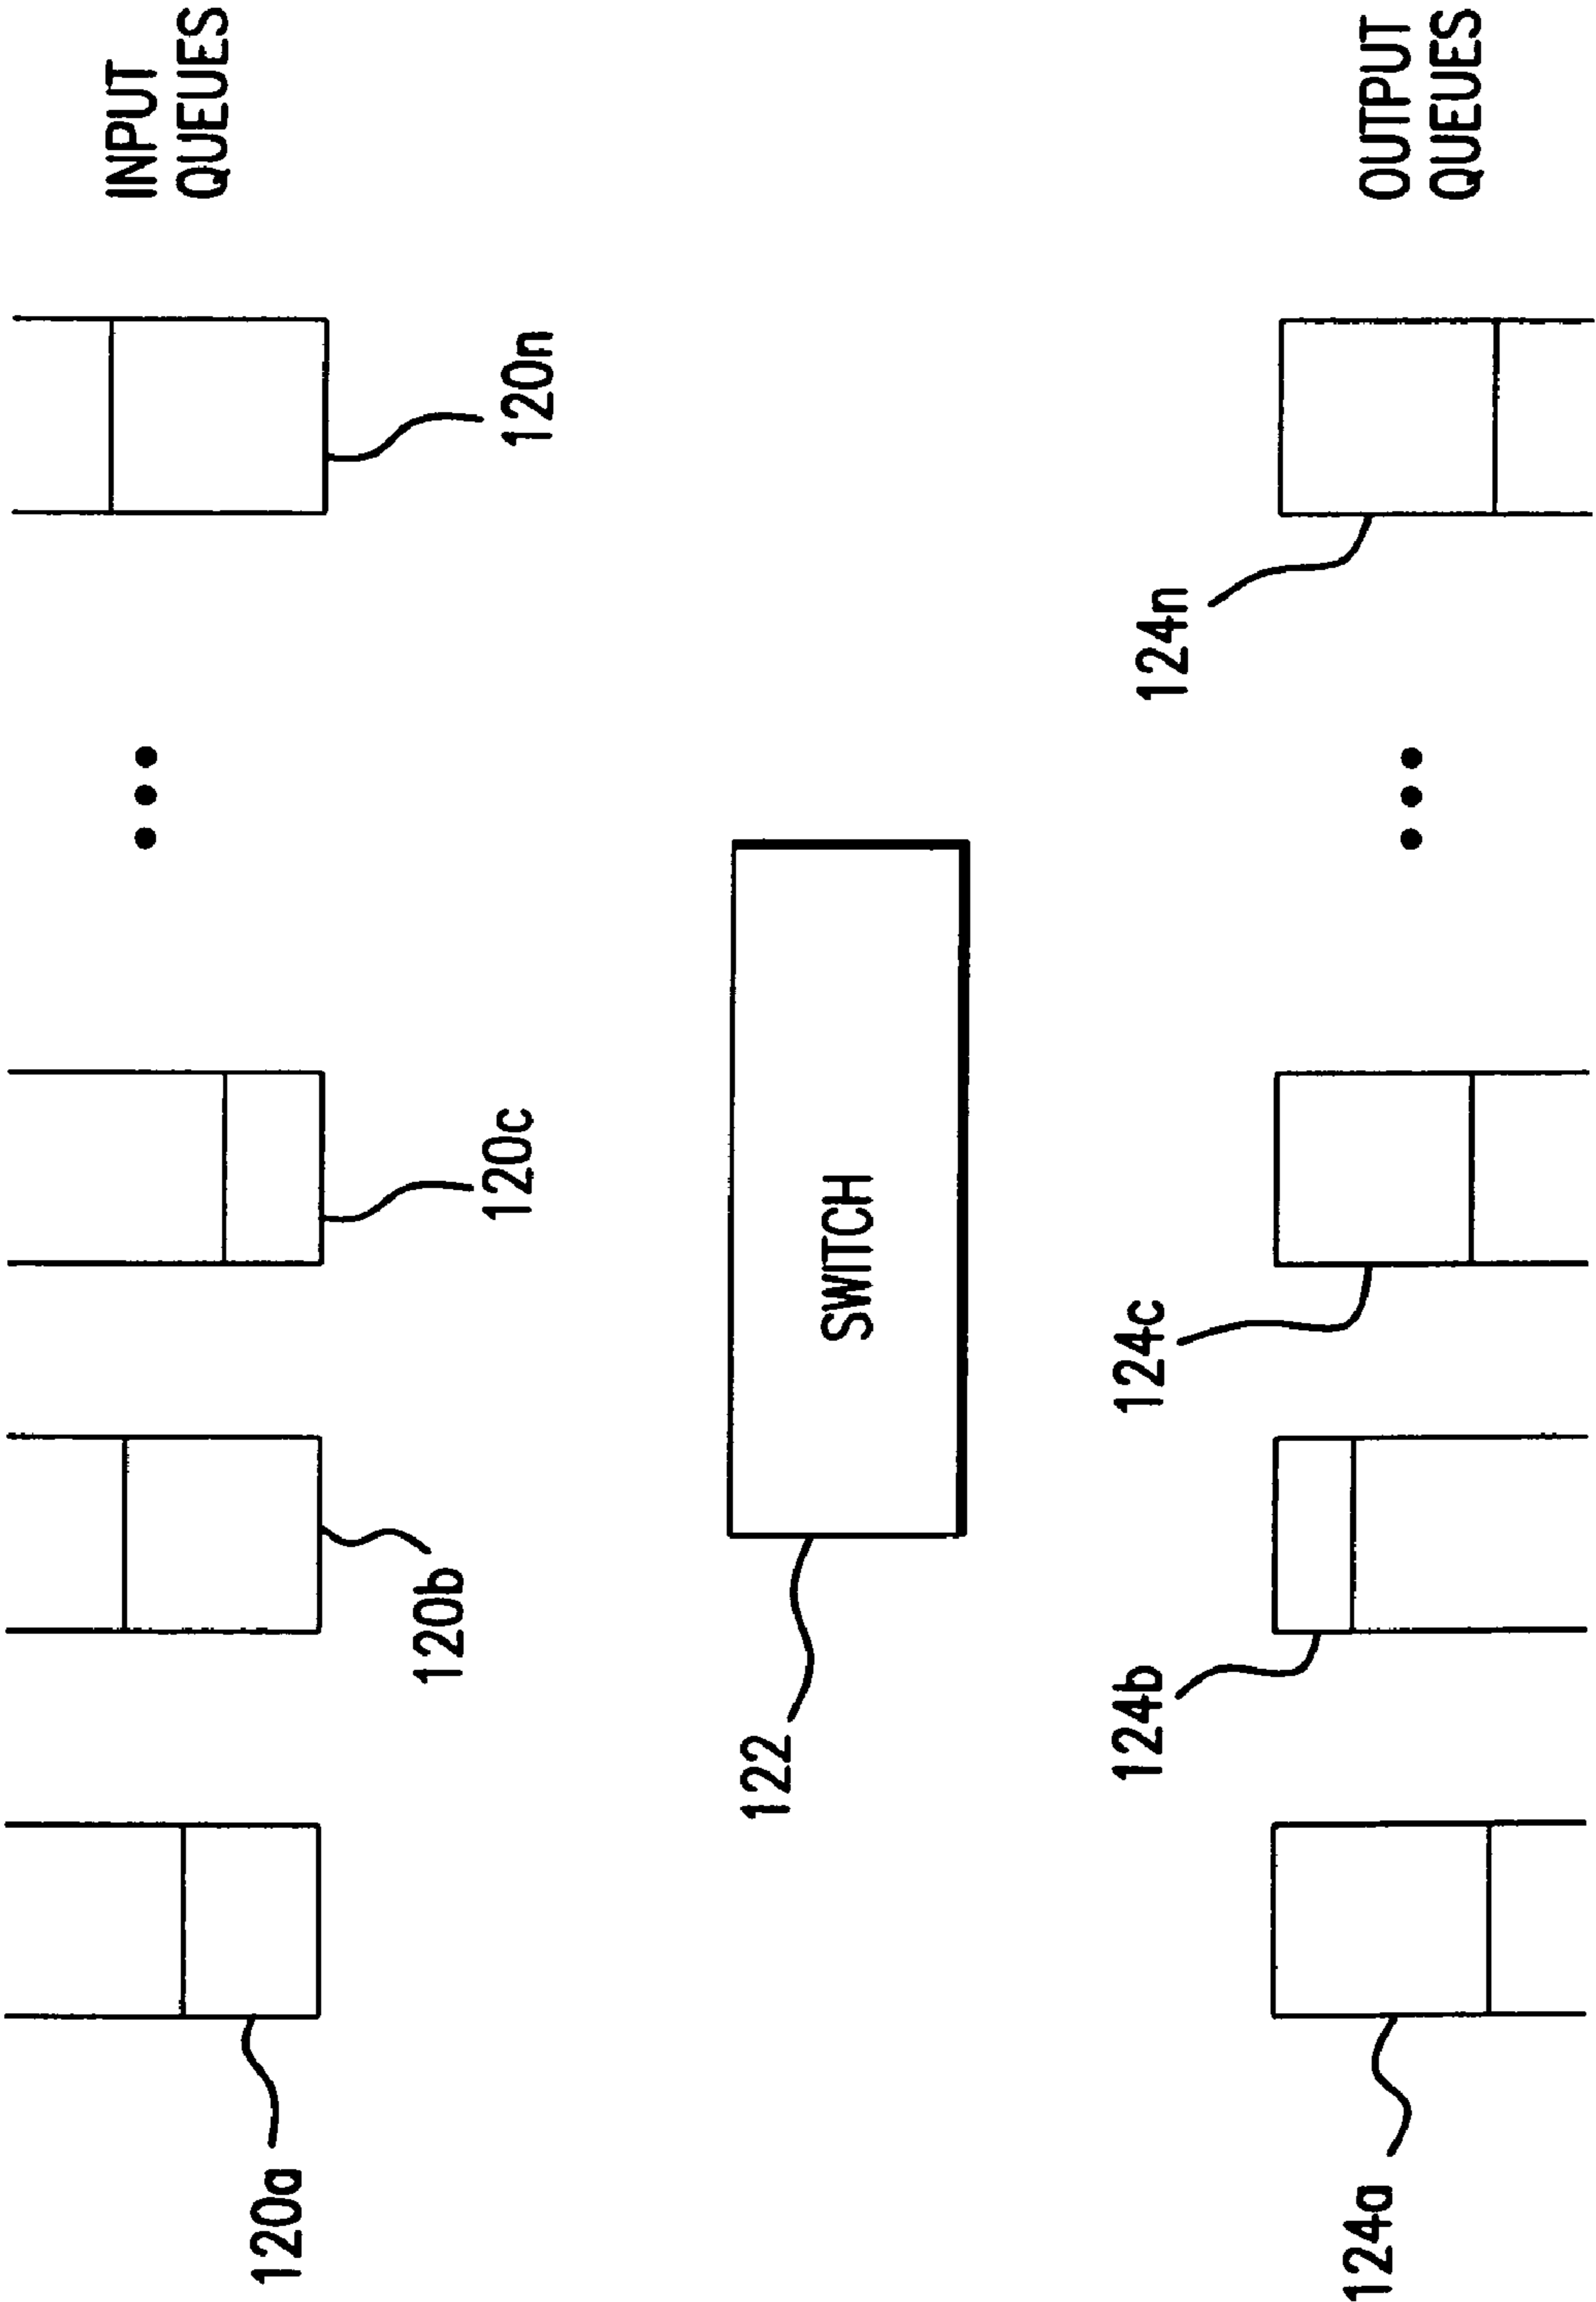 INPUT
QUEUES
120a
120b
120c
120n
122
SWITCH
124a
124b
124c
124n
OUTPUT
QUEUES